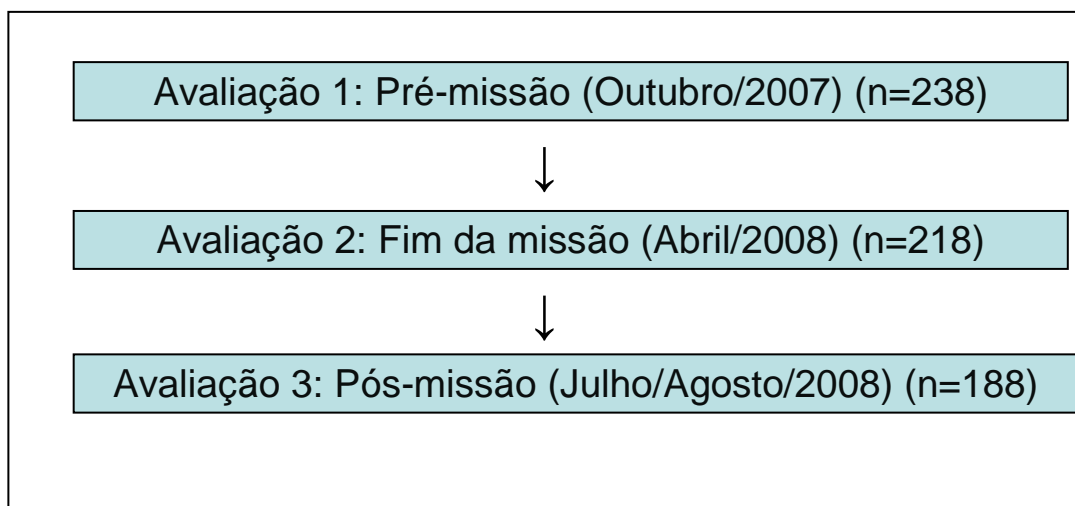 Avaliação 1: Pré-missão (Outubro/2007) (n=238)
↓
Avaliação 2: Fim da missão (Abril/2008) (n=218)
↓
Avaliação 3: Pós-missão (Julho/Agosto/2008) (n=188)